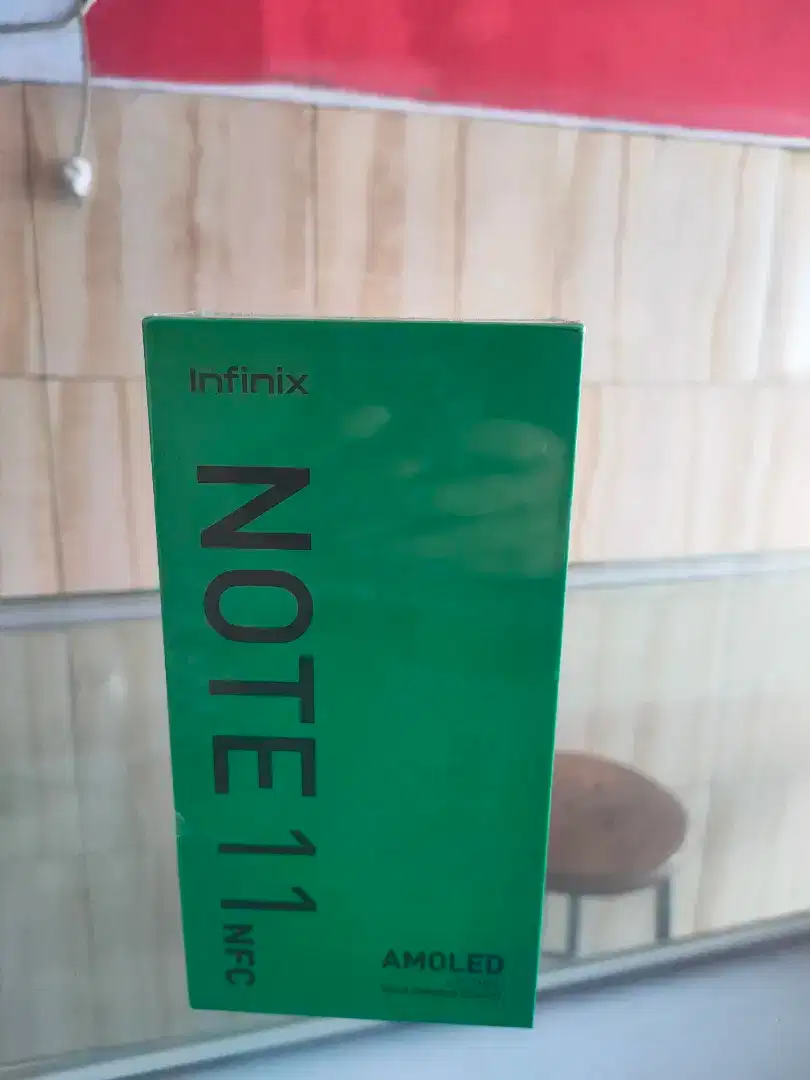 Infinix
NOTE 11 NFC
AMOLED